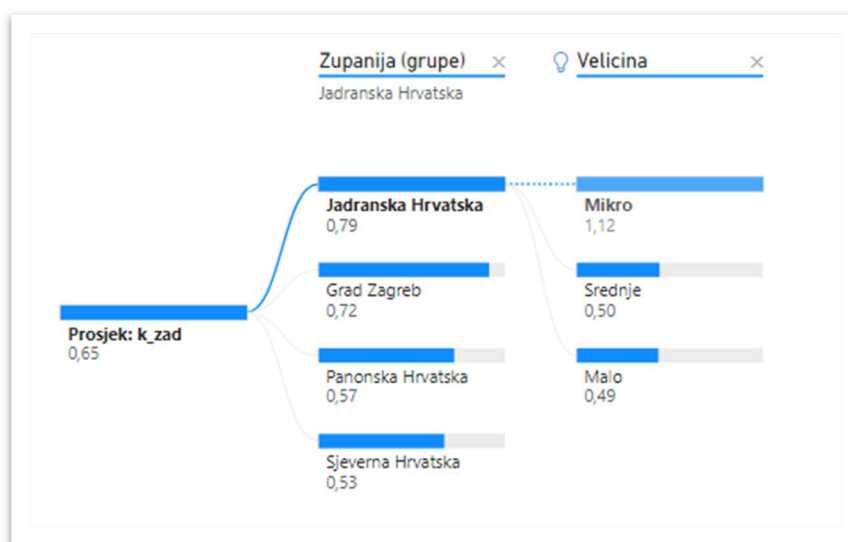 Zupanija (grupe) ×
Velicina ×
Jadranska Hrvatska
Jadranska Hrvatska
0,79
Mikro
1,12
Grad Zagreb
0,72
Srednje
0,50
Prosjek: k_zad
0,65
Panonska Hrvatska
0,57
Malo
0,49
Sjeverna Hrvatska
0,53